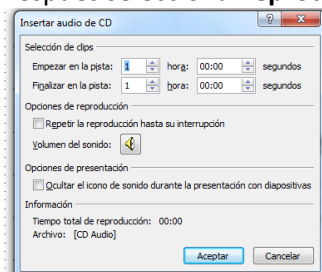 Insertar audio de CD
Selección de clips
Empezar en la pista: 1 hora: 00:00 segundos
Finalizar en la pista: 1 hora: 00:00 segundos
Opciones de reproducción
Repetir la reproducción hasta su interrupción
Volumen del sonido:
Opciones de presentación
Ocultar el icono de sonido durante la presentación con diapositivas
Información
Tiempo total de reproducción: 00:00
Archivo: [CD Audio]
Aceptar Cancelar